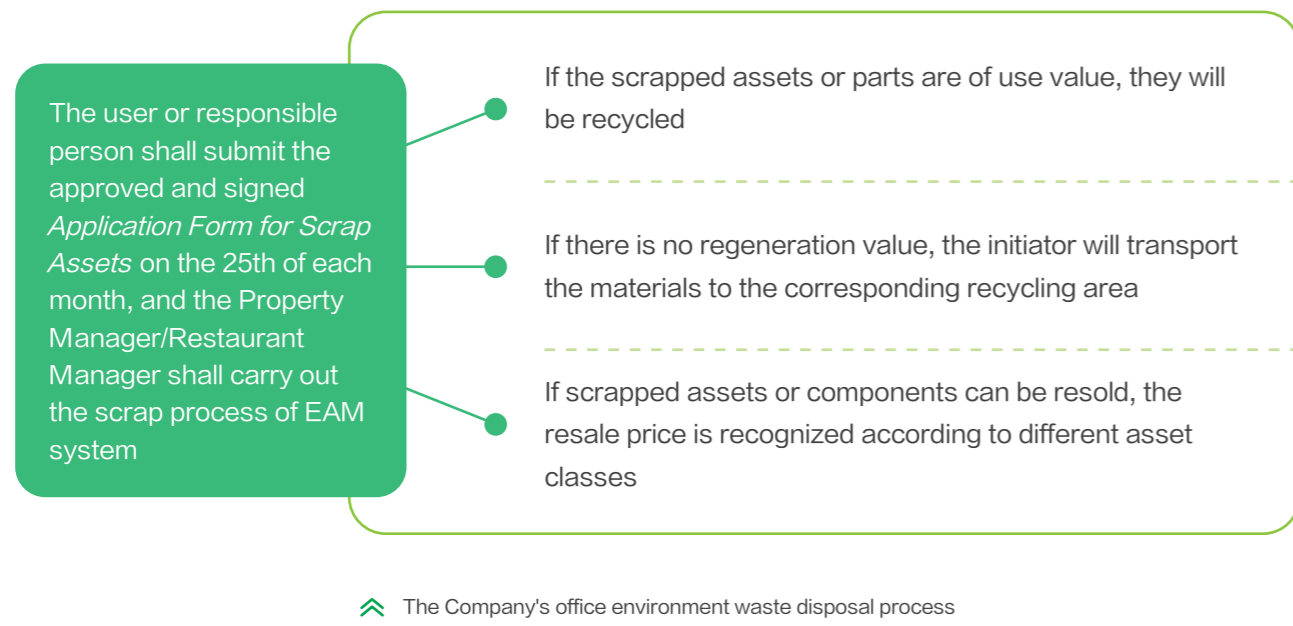 The user or responsible
person shall submit the
approved and signed
Application Form for Scrap
Assets on the 25th of each
month, and the Property
Manager/Restaurant
Manager shall carry out
the scrap process of EAM
system
If the scrapped assets or parts are of use value, they will
be recycled
If there is no regeneration value, the initiator will transport
the materials to the corresponding recycling area
If scrapped assets or components can be resold, the
resale price is recognized according to different asset
classes
The Company's office environment waste disposal process